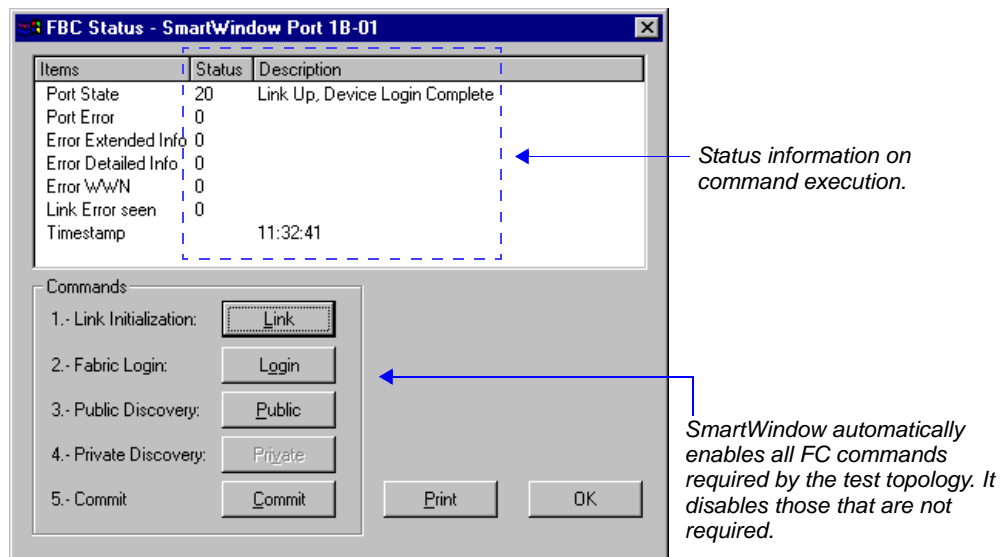 FBC Status - SmartWindow Port 1B-01
Items Status Description
Port State 20 Link Up, Device Login Complete
Port Error 0
Error Extended Info 0
Error Detailed Info 0
Error WWN 0
Link Error seen 0
Timestamp 11:32:41
Status information on
command execution.
Commands
1.- Link Initialization: Link
2.- Fabric Login: Login
3.- Public Discovery: Public
4.- Private Discovery: Private
5.- Commit Commit Print OK
SmartWindow automatically
enables all FC commands
required by the test topology. It
disables those that are not
required.